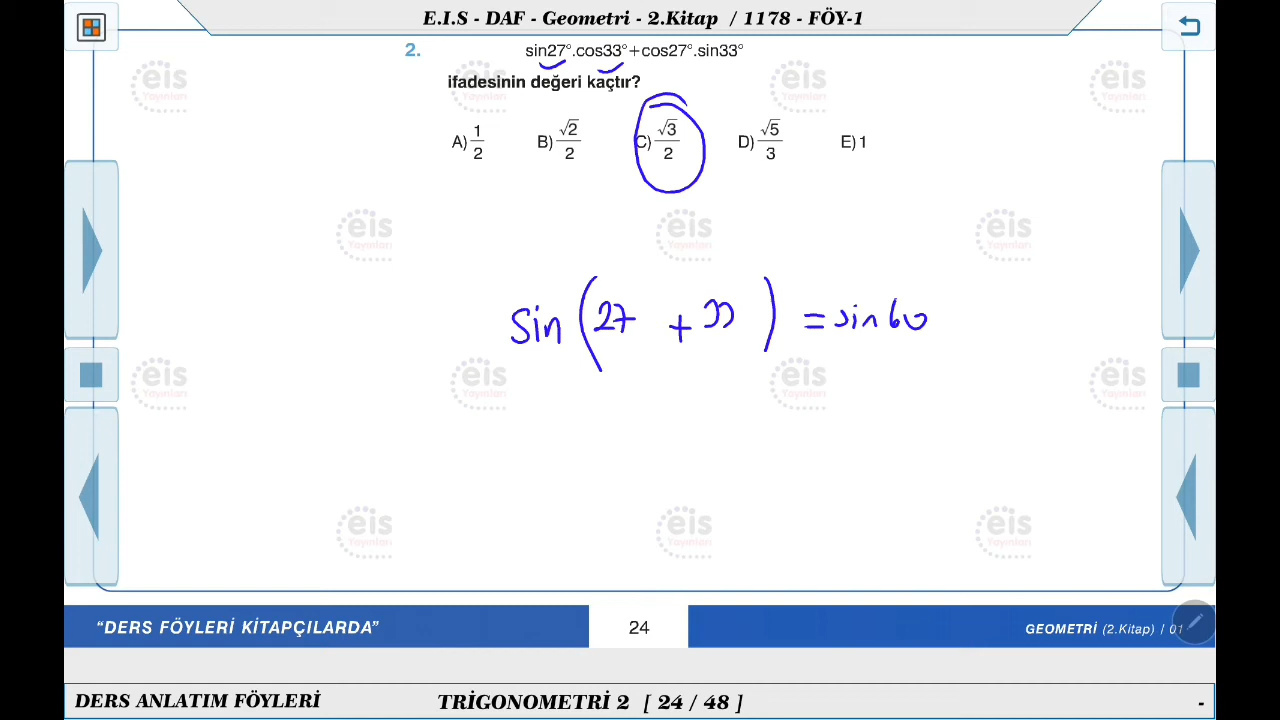 E.I.S - DAF - Geometri - 2.Kitap / 1178 - FÖY-1
2. sin27°.cos33°+cos27°.sin33°
ifadesinin değeri kaçtır?
A) 1/2 B) √2/2 C) √3/2 D) √5/3 E) 1
sin(27 + 33) = sin 60
eis Yayınları
"DERS FÖYLERİ KİTAPÇILARDA" 24 GEOMETRİ (2.Kitap) / 01
DERS ANLATIM FÖYLERİ TRİGONOMETRİ 2 [ 24 / 48 ] -